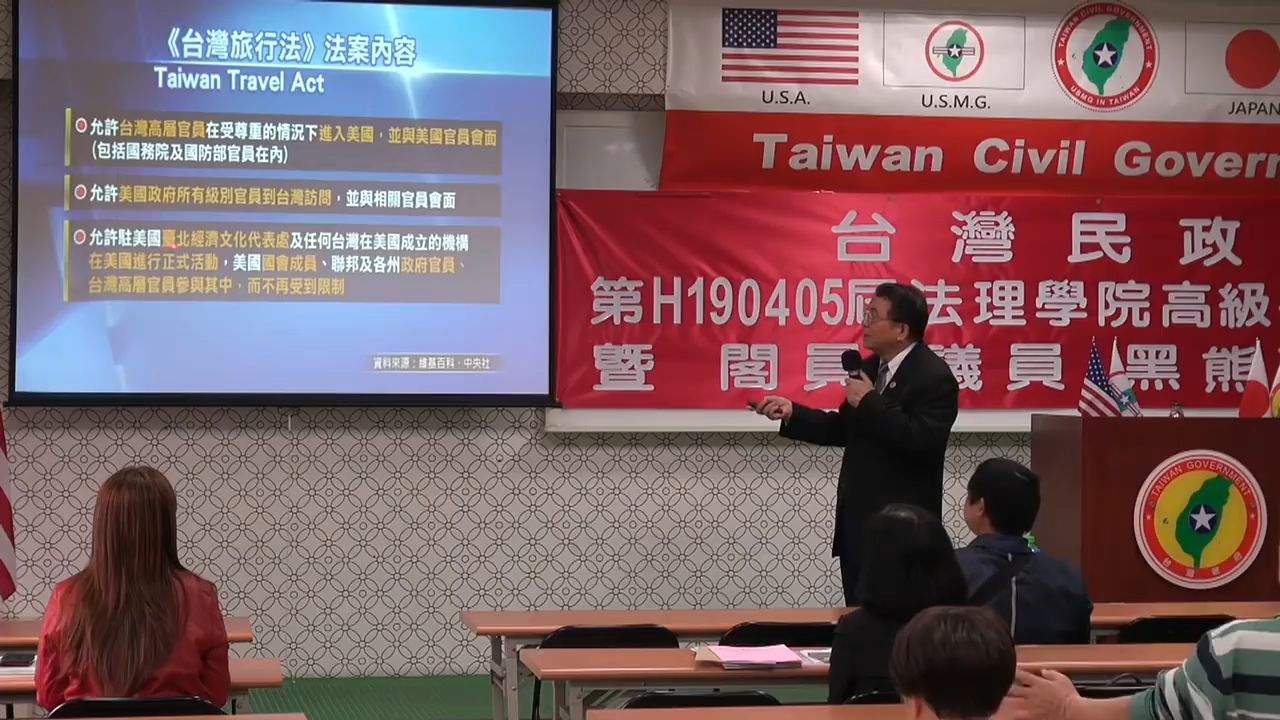 《台灣旅行法》法案內容
Taiwan Travel Act
允許台灣高層官員在受尊重的情況下進入美國，並與美國官員會面
(包括國務院及國防部官員在內)
允許美國政府所有級別官員到台灣訪問，並與相關官員會面
允許駐美國臺北經濟文化代表處及任何台灣在美國成立的機構
在美國進行正式活動，美國國會成員、聯邦及各州政府官員、
台灣高層官員參與其中，而不再受到限制
資料來源：維基百科、中央社
U.S.A.
U.S.M.G.
TAIWAN CIVIL GOVERNMENT
USMG IN TAIWAN
JAPAN
Taiwan Civil Govern
台灣民政
第H190405屆法理學院高級
暨 閣員 議員 黑熊
TAIWAN GOVERNMENT